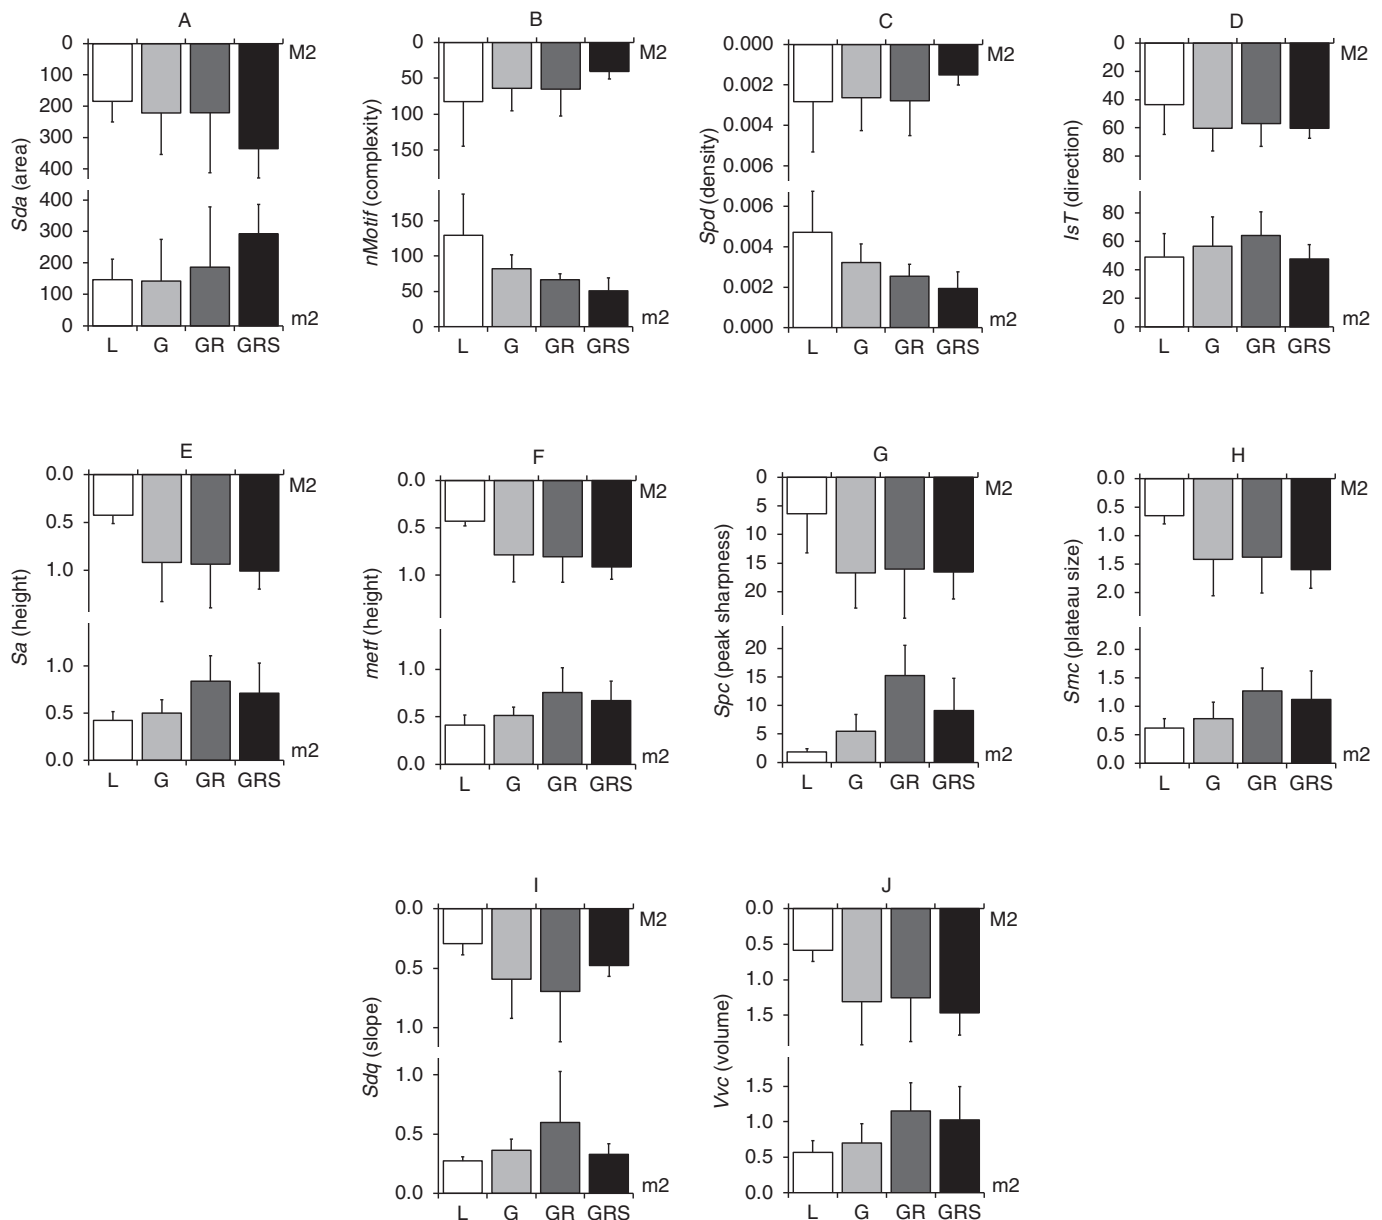 A
0
100
200
300
400
400
300
200
100
0
Sda (area)
M2
m2
L G GR GRS
B
0
50
100
150
150
100
50
0
nMotif (complexity)
M2
m2
L G GR GRS
C
0.000
0.002
0.004
0.006
0.006
0.004
0.002
0.000
Spd (density)
M2
m2
L G GR GRS
D
0
20
40
60
80
80
60
40
20
0
IsT (direction)
M2
m2
L G GR GRS
E
0.0
0.5
1.0
1.0
0.5
0.0
Sa (height)
M2
m2
L G GR GRS
F
0.0
0.5
1.0
1.0
0.5
0.0
metf (height)
M2
m2
L G GR GRS
G
0
5
10
15
20
20
15
10
5
0
Spc (peak sharpness)
M2
m2
L G GR GRS
H
0.0
0.5
1.0
1.5
2.0
2.0
1.5
1.0
0.5
0.0
Smc (plateau size)
M2
m2
L G GR GRS
I
0.0
0.5
1.0
1.0
0.5
0.0
Sdq (slope)
M2
m2
L G GR GRS
J
0.0
0.5
1.0
1.5
1.5
1.0
0.5
0.0
Vvc (volume)
M2
m2
L G GR GRS